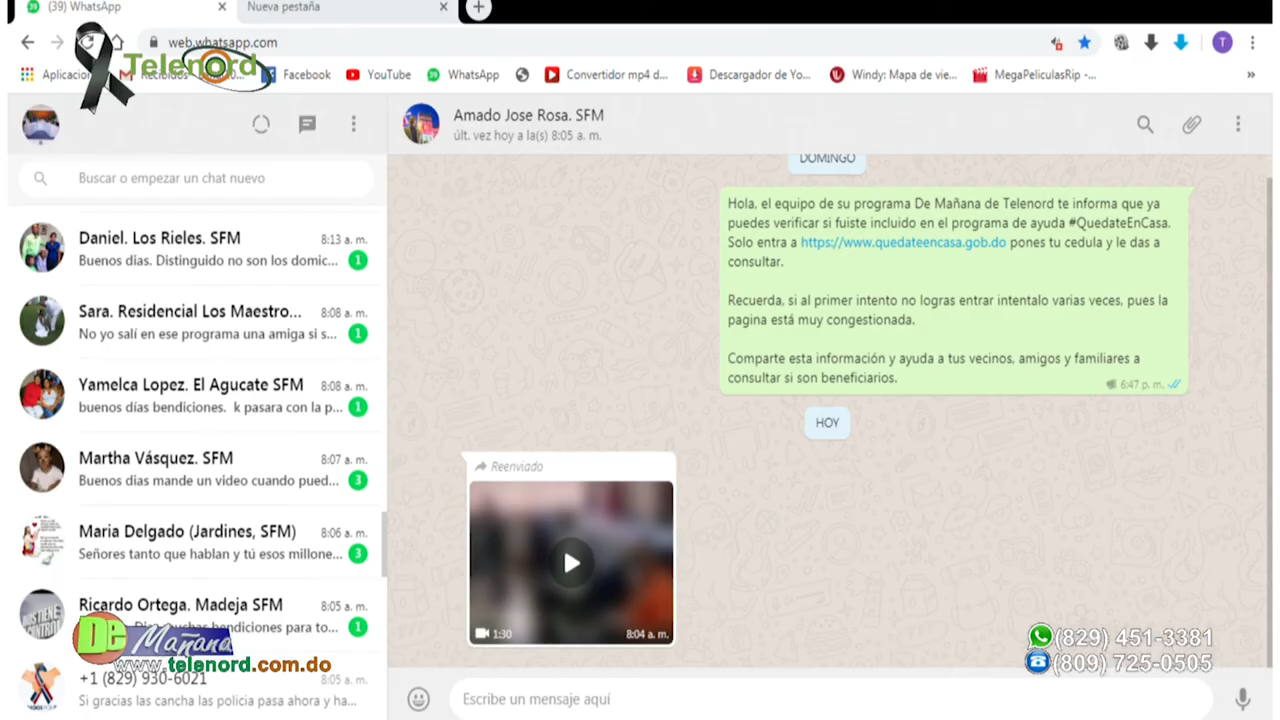 (39) WhatsApp
Nueva pestaña
web.whatsapp.com
Telenord
Facebook
YouTube
WhatsApp
Convertidor mp4 d...
Descargador de Yo...
Windy: Mapa de vie...
MegaPeliculasRip -...
T
Amado Jose Rosa. SFM
últ. vez hoy a la(s) 8:05 a. m.
Buscar o empezar un chat nuevo
Daniel. Los Rieles. SFM
8:13 a. m.
Buenos días. Distinguido no son los domic...
1
Sara. Residencial Los Maestro...
8:08 a. m.
No yo salí en ese programa una amiga si s...
1
Yamelca Lopez. El Agucate SFM
8:08 a. m.
buenos días bendiciones. k pasara con la p...
1
Martha Vásquez. SFM
8:07 a. m.
Buenos dias mande un video cuando pued...
3
Maria Delgado (Jardines, SFM)
8:06 a. m.
Señores tanto que hablan y tú esos millone...
3
Ricardo Ortega. Madeja SFM
8:05 a. m.
bendiciones para to...
1
De Mañana
www.telenord.com.do
+1 (829) 930-6021
8:05 a. m.
Si gracias las cancha las policia pasa ahora y ha...
DOMINGO
Hola, el equipo de su programa De Mañana de Telenord te informa que ya
puedes verificar si fuiste incluido en el programa de ayuda #QuedateEnCasa.
Solo entra a https://www.quedateencasa.gob.do pones tu cedula y le das a
consultar.
Recuerda, si al primer intento no logras entrar intentalo varias veces, pues la
pagina está muy congestionada.
Comparte esta información y ayuda a tus vecinos, amigos y familiares a
consultar si son beneficiarios.
6:47 p. m.
HOY
Reenviado
1:30
8:04 a. m.
(829) 451-3381
(809) 725-0505
Escribe un mensaje aquí